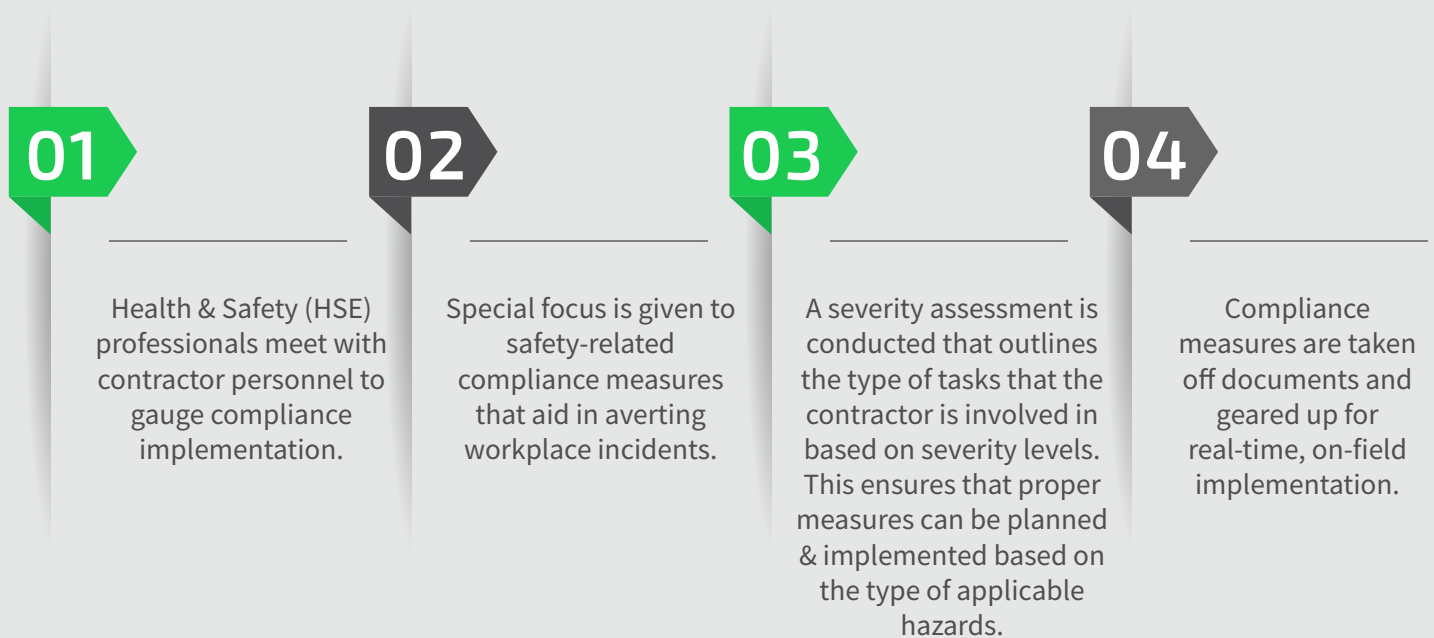 01
Health & Safety (HSE)
professionals meet with
contractor personnel to
gauge compliance
implementation.
02
Special focus is given to
safety-related
compliance measures
that aid in averting
workplace incidents.
03
A severity assessment is
conducted that outlines
the type of tasks that the
contractor is involved in
based on severity levels.
This ensures that proper
measures can be planned
& implemented based on
the type of applicable
hazards.
04
Compliance
measures are taken
off documents and
geared up for
real-time, on-field
implementation.